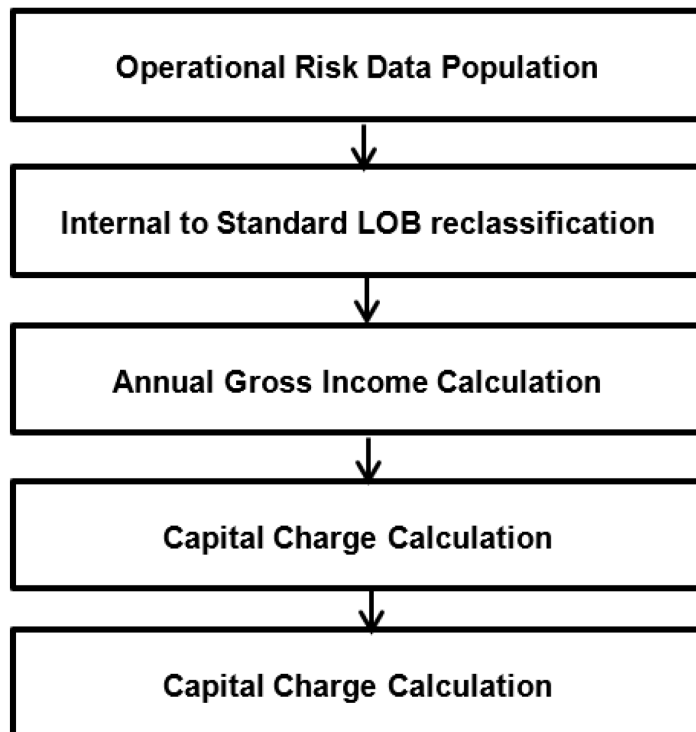 Operational Risk Data Population
Internal to Standard LOB reclassification
Annual Gross Income Calculation
Capital Charge Calculation
Capital Charge Calculation